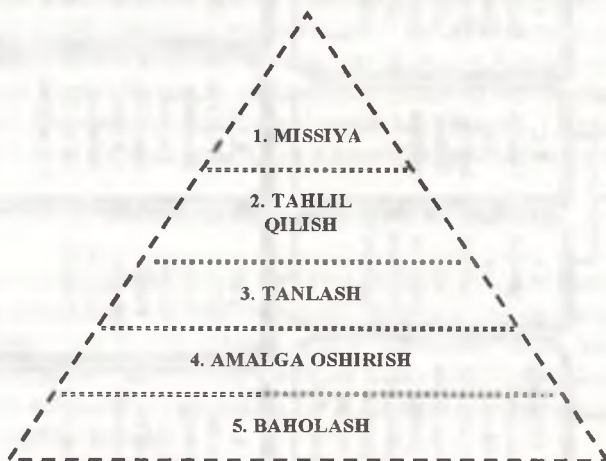 1. MISSIYA
2. TAHLIL
QILISH
3. TANLASH
4. AMALGA OSHIRISH
5. BAHOLASH